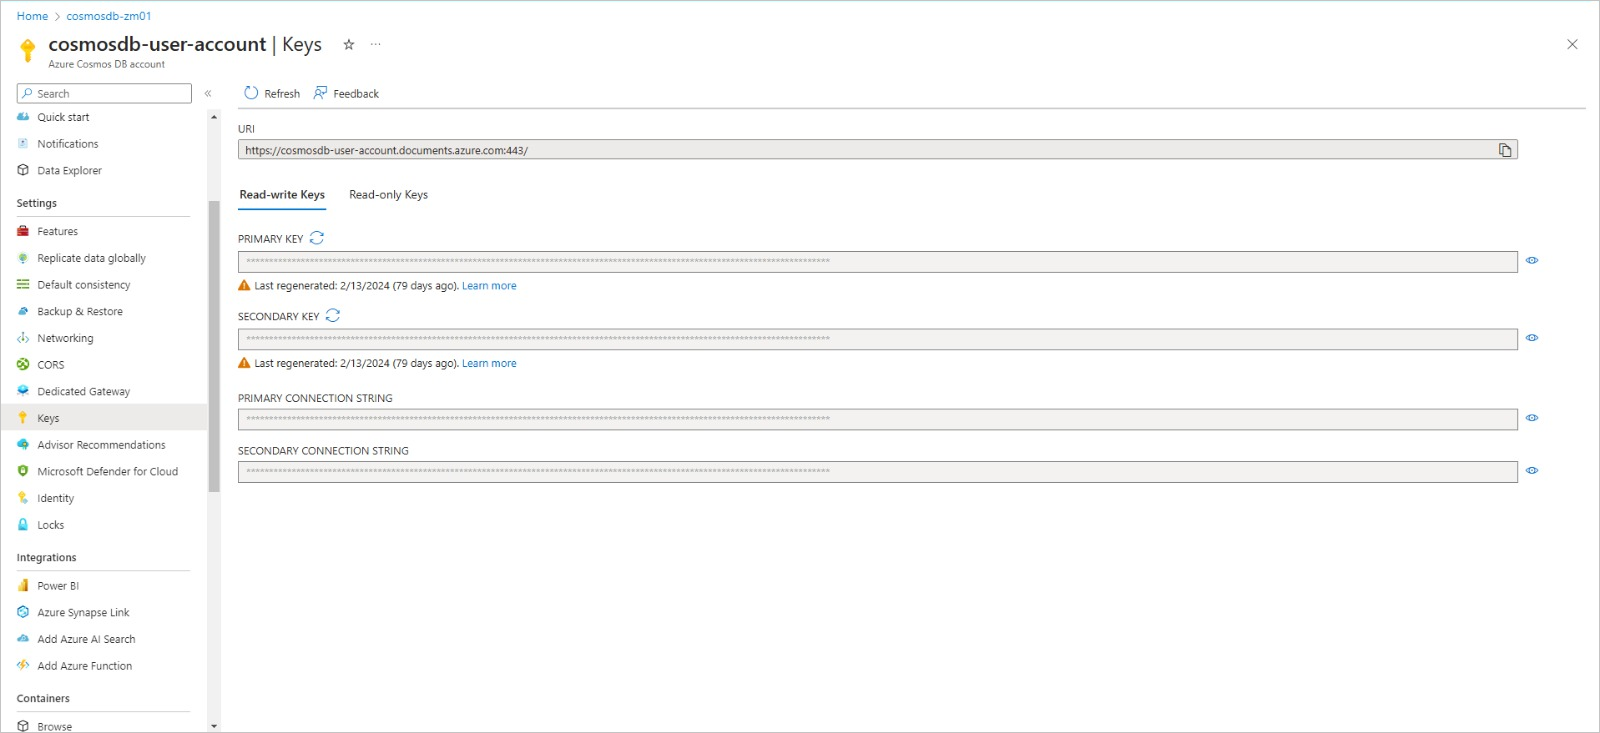 Home > cosmosdb-zm01
cosmosdb-user-account | Keys
Azure Cosmos DB account
Search
Quick start
Notifications
Data Explorer
Settings
Features
Replicate data globally
Default consistency
Backup & Restore
Networking
CORS
Dedicated Gateway
Keys
Advisor Recommendations
Microsoft Defender for Cloud
Identity
Locks
Integrations
Power BI
Azure Synapse Link
Add Azure AI Search
Add Azure Function
Containers
Browse
Refresh Feedback
URI
https://cosmosdb-user-account.documents.azure.com:443/
Read-write Keys Read-only Keys
PRIMARY KEY
Last regenerated: 2/13/2024 (79 days ago). Learn more
SECONDARY KEY
Last regenerated: 2/13/2024 (79 days ago). Learn more
PRIMARY CONNECTION STRING
SECONDARY CONNECTION STRING